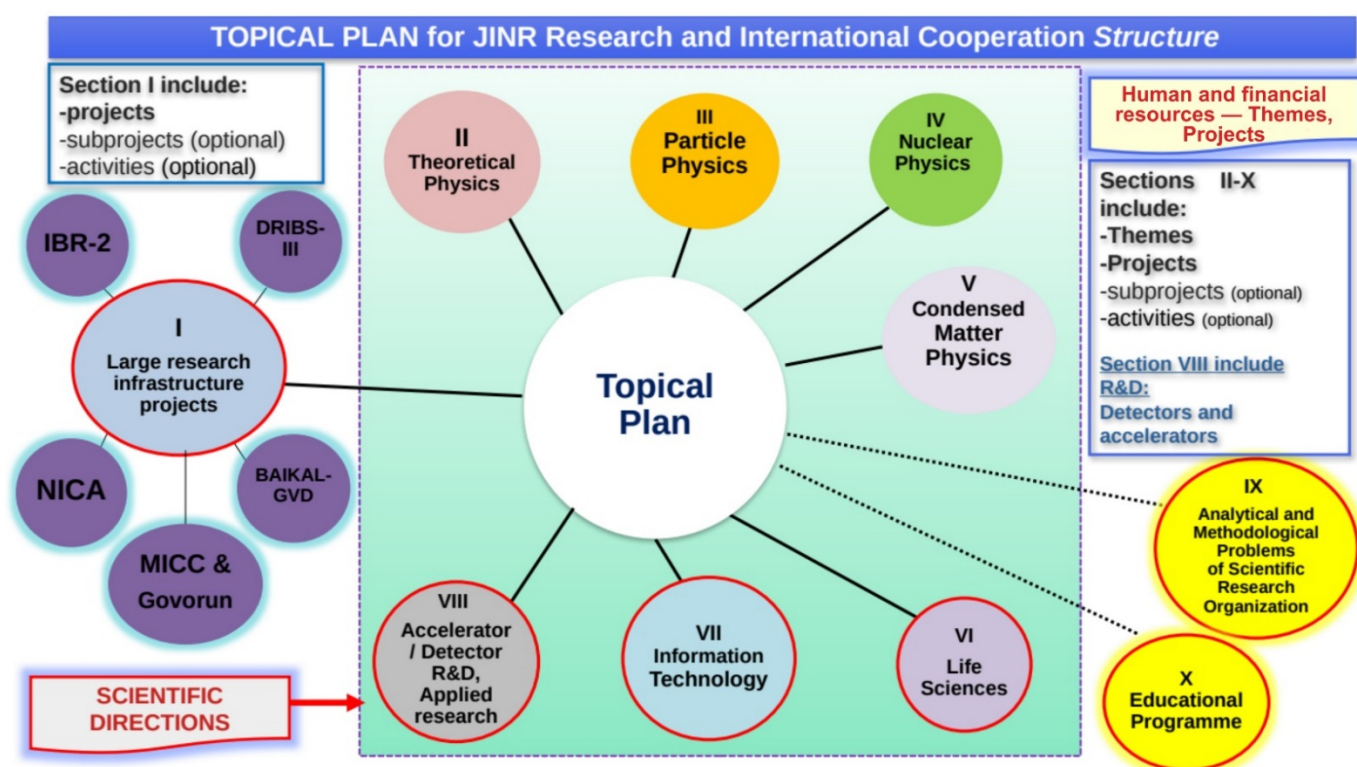 TOPICAL PLAN for JINR Research and International Cooperation Structure
Section I include:
-projects
-subprojects (optional)
-activities (optional)
IBR-2
DRIBS-
III
I
Large research
infrastructure
projects
NICA
BAIKAL-
GVD
MICC &
Govorun
SCIENTIFIC
DIRECTIONS
II
Theoretical
Physics
III
Particle
Physics
IV
Nuclear
Physics
V
Condensed
Matter
Physics
Topical
Plan
VIII
Accelerator
/ Detector
R&D,
Applied
research
VII
Information
Technology
VI
Life
Sciences
Human and financial
resources — Themes,
Projects
Sections II-X
include:
-Themes
-Projects
-subprojects (optional)
-activities (optional)
Section VIII include
R&D:
Detectors and
accelerators
IX
Analytical and
Methodological
Problems
of Scientific
Research
Organization
X
Educational
Programme